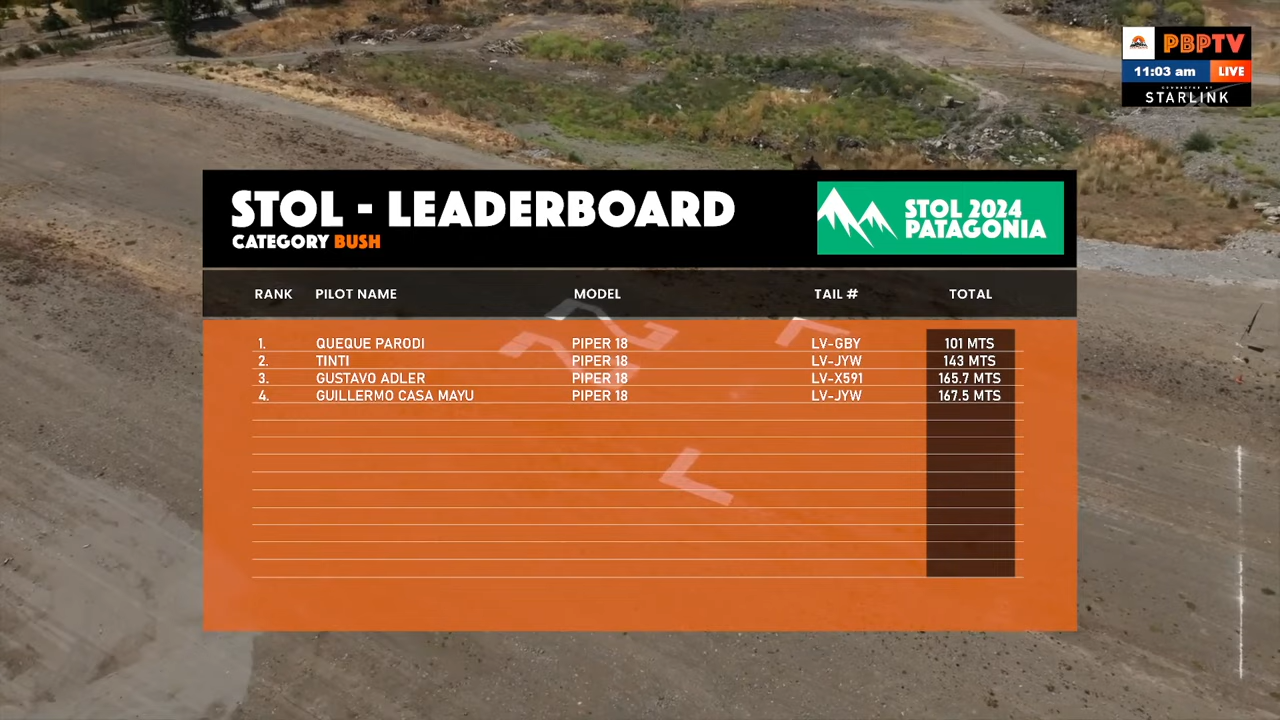 PBPTV
11:03 am LIVE
STARLINK
STOL - LEADERBOARD
CATEGORY BUSH
STOL 2024
PATAGONIA
RANK PILOT NAME MODEL TAIL # TOTAL
1. QUEQUE PARODI PIPER 18 LV-GBY 101 MTS
2. TINTI PIPER 18 LV-JYW 143 MTS
3. GUSTAVO ADLER PIPER 18 LV-X591 165.7 MTS
4. GUILLERMO CASA MAYU PIPER 18 LV-JYW 167.5 MTS